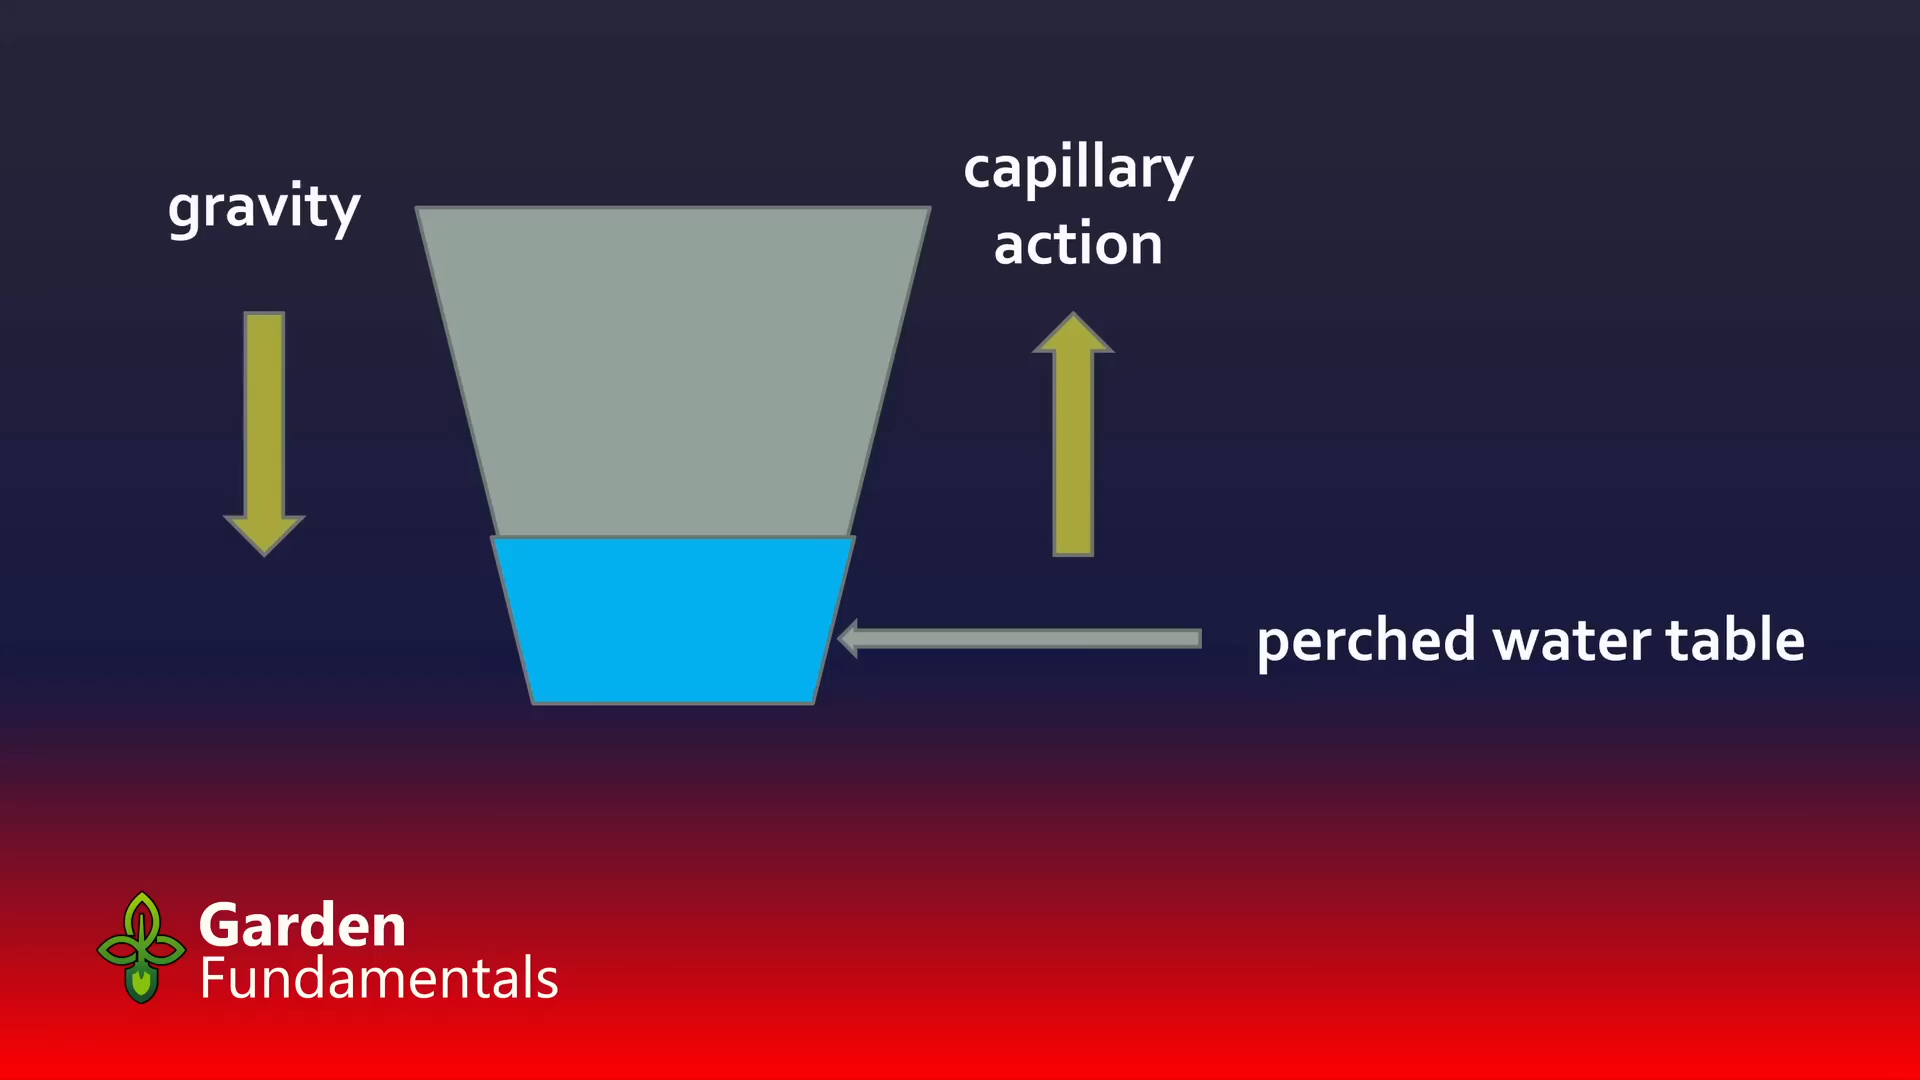 gravity
capillary
action
perched water table
Garden
Fundamentals